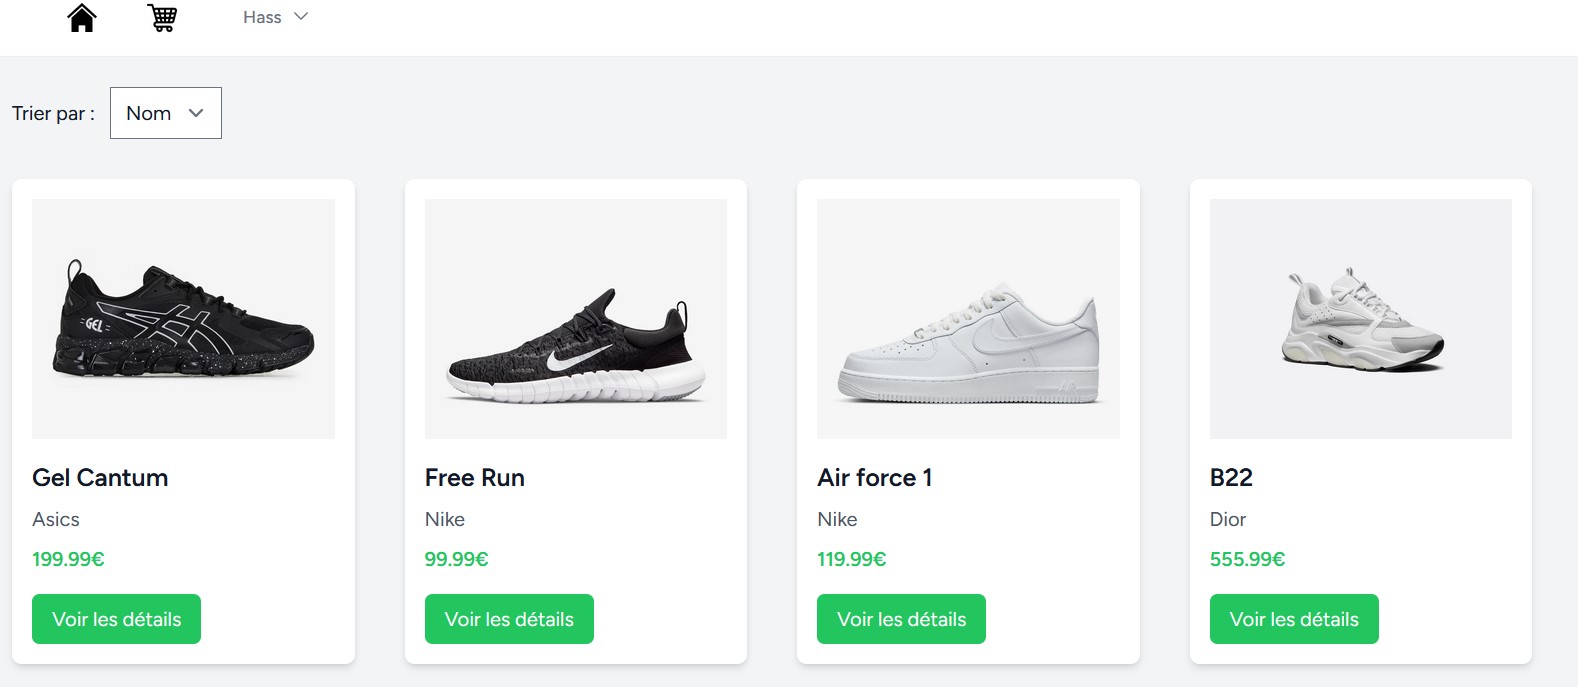 Hass
Trier par :
Nom
GEL
Gel Cantum
Asics
199.99€
Voir les détails
Free Run
Nike
99.99€
Voir les détails
Air force 1
Nike
119.99€
Voir les détails
B22
Dior
555.99€
Voir les détails